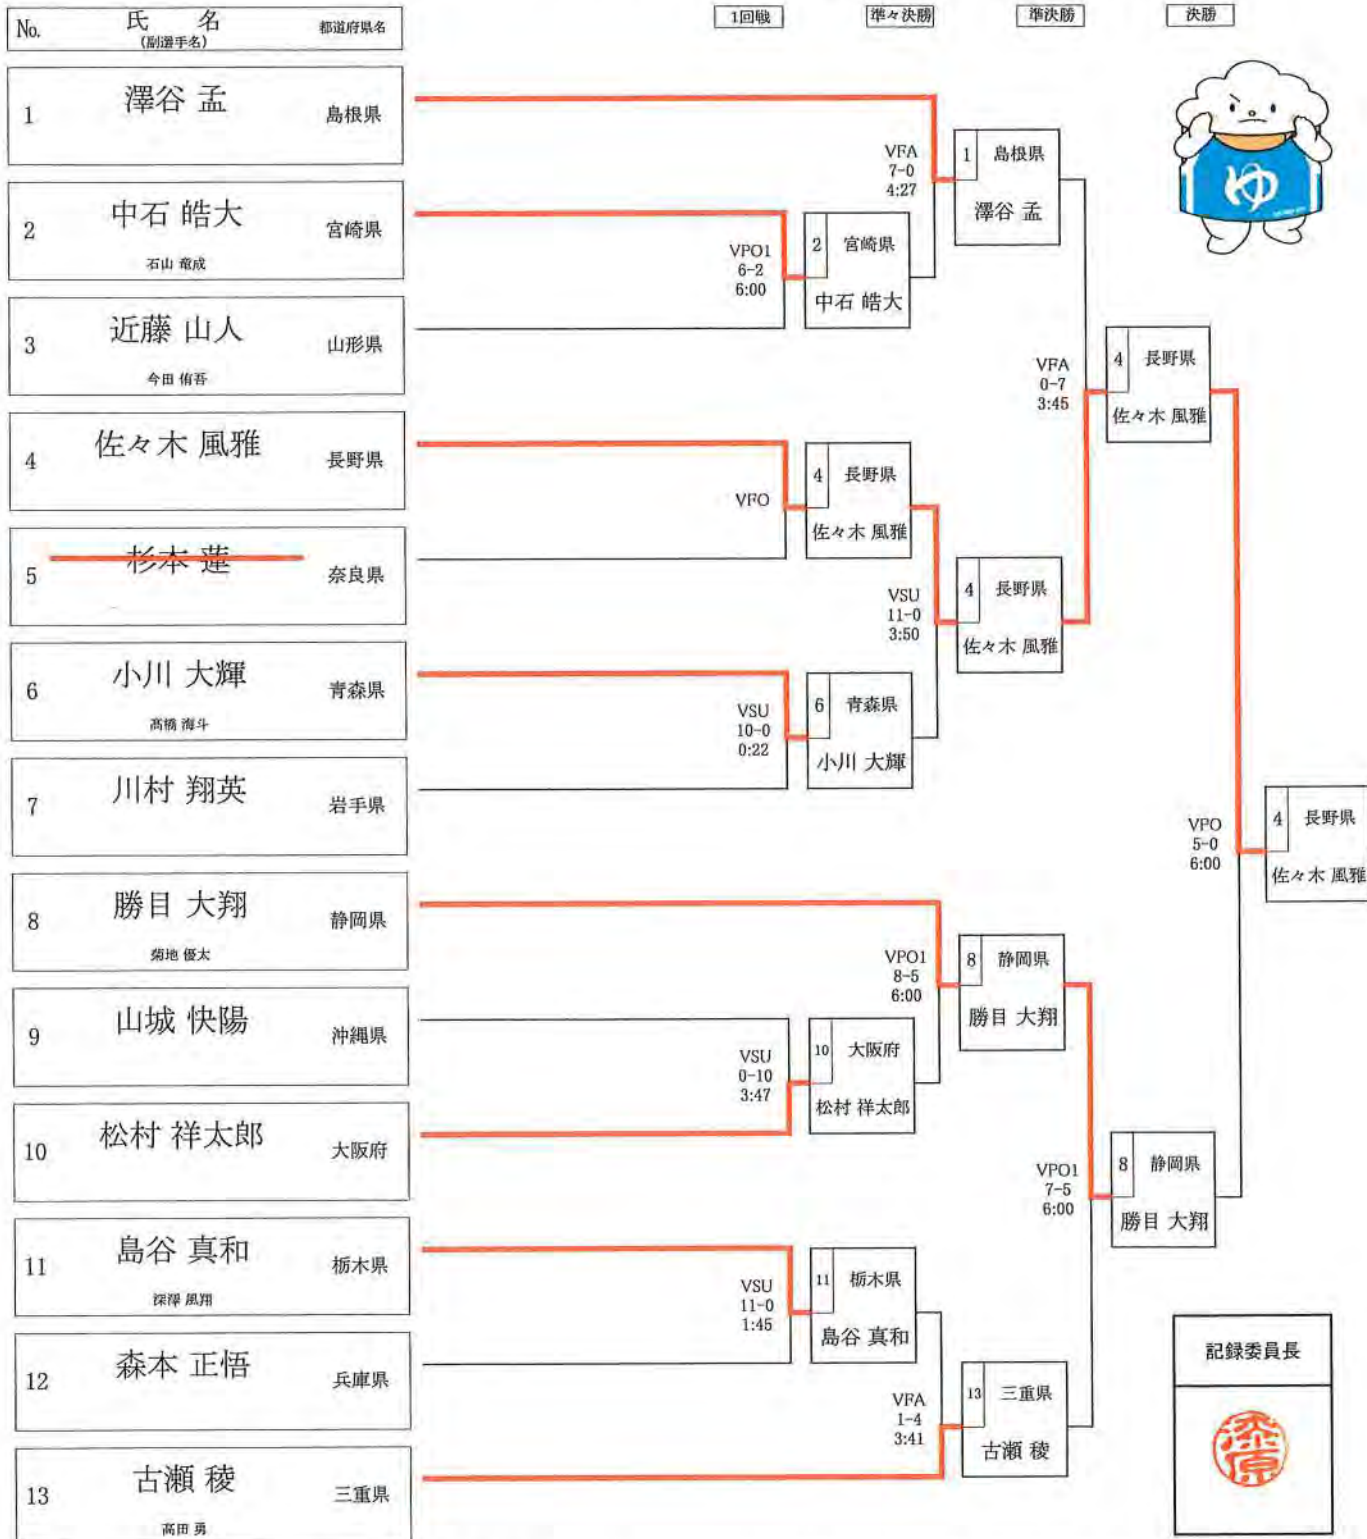 No. 氏 名 都道府県名 1回戦 準々決勝 準決勝 決勝
(副選手名)
1 澤谷 孟 島根県
2 中石 皓大 宮崎県
石山 竜成
3 近藤 山人 山形県
今田 侑吾
4 佐々木 風雅 長野県
5 杉本 蓮 奈良県
6 小川 大輝 青森県
髙橋 海斗
7 川村 翔英 岩手県
8 勝目 大翔 静岡県
菊地 優太
9 山城 快陽 沖縄県
10 松村 祥太郎 大阪府
11 島谷 真和 栃木県
深澤 風翔
12 森本 正悟 兵庫県
13 古瀬 稜 三重県
高田 勇
VPO1
6-2
6:00
VFO
VSU
10-0
0:22
VSU
0-10
3:47
VSU
11-0
1:45
2 宮崎県
中石 皓大
4 長野県
佐々木 風雅
6 青森県
小川 大輝
10 大阪府
松村 祥太郎
11 栃木県
島谷 真和
VFA
7-0
4:27
VSU
11-0
3:50
VPO1
8-5
6:00
VFA
1-4
3:41
1 島根県
澤谷 孟
4 長野県
佐々木 風雅
8 静岡県
勝目 大翔
13 三重県
古瀬 稜
VFA
0-7
3:45
VPO1
7-5
6:00
4 長野県
佐々木 風雅
8 静岡県
勝目 大翔
VPO
5-0
6:00
4 長野県
佐々木 風雅
ゆ
記録委員長
漆原